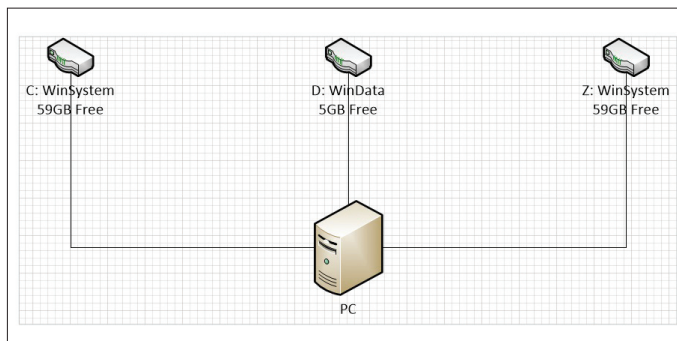 C: WinSystem
59GB Free
D: WinData
5GB Free
Z: WinSystem
59GB Free
PC